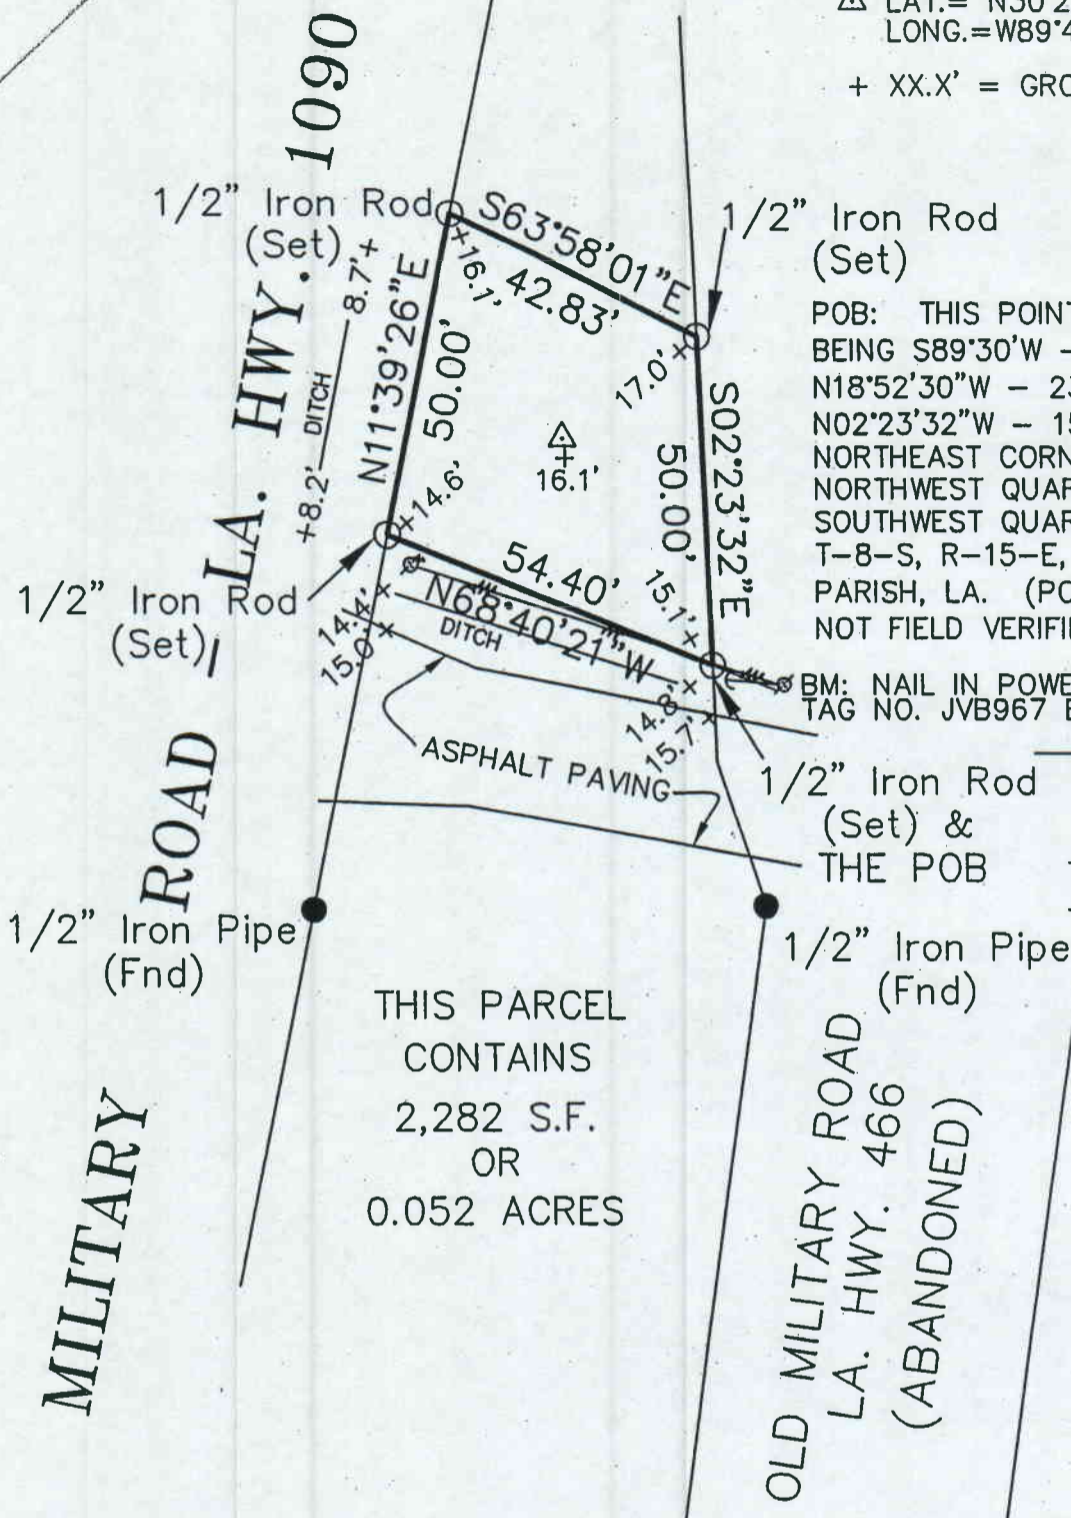 LAT.= N30°2
LONG.=W89°4
+ XX.X' = GRO
MILITARY ROAD – LA. HWY. 1090
1/2" Iron Rod
(Set)
S63°58'01"E
42.83'
1/2" Iron Rod
(Set)
+16.1'
8.7'+
DITCH
+8.2'
N11°39'26"E
50.00'
17.0'
16.1'
S02°23'32"E
50.00'
+14.6'
54.40'
N68°40'21"W
15.1'
DITCH
1/2" Iron Rod
(Set)
14.4'
15.0'
14.8'
15.7'
POB: THIS POINT
BEING S89°30'W –
N18°52'30"W – 23
N02°23'32"W – 15
NORTHEAST CORN
NORTHWEST QUAR
SOUTHWEST QUAR
T-8-S, R-15-E,
PARISH, LA. (PO
NOT FIELD VERIFI
BM: NAIL IN POWE
TAG NO. JVB967 E
ASPHALT PAVING
1/2" Iron Rod
(Set) &
THE POB
1/2" Iron Pipe
(Fnd)
1/2" Iron Pipe
(Fnd)
THIS PARCEL
CONTAINS
2,282 S.F.
OR
0.052 ACRES
OLD MILITARY ROAD
LA. HWY. 466
(ABANDONED)